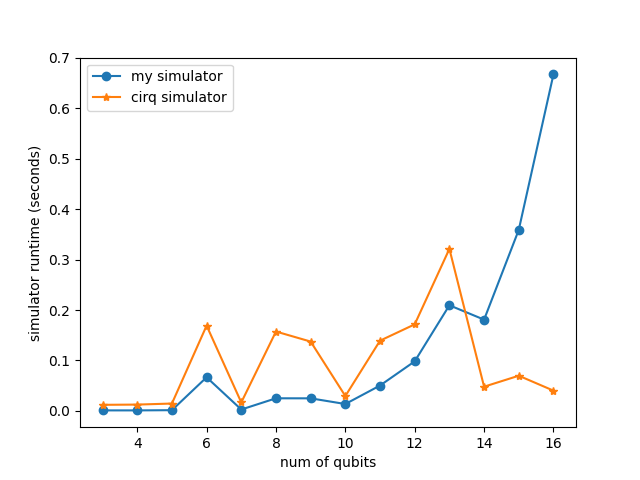 my simulator
cirq simulator
simulator runtime (seconds)
0.7
0.6
0.5
0.4
0.3
0.2
0.1
0.0
4 6 8 10 12 14 16
num of qubits